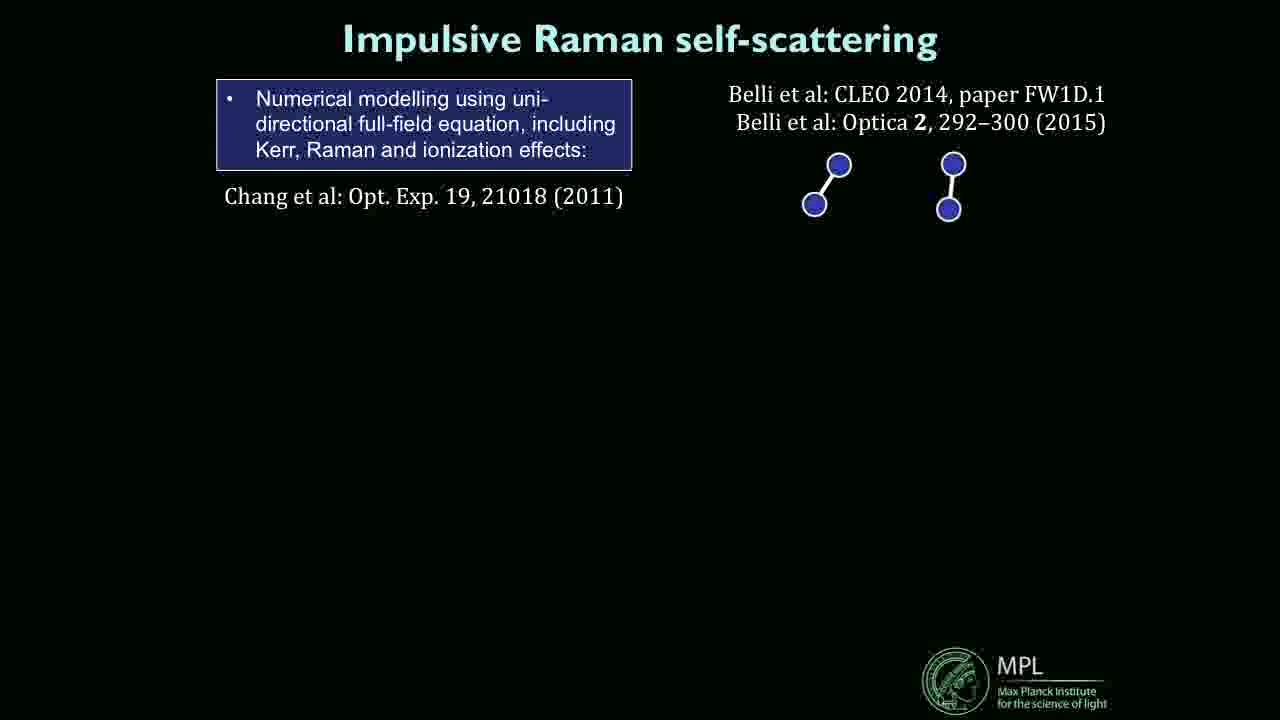 Impulsive Raman self-scattering
• Numerical modelling using uni-
directional full-field equation, including
Kerr, Raman and ionization effects:
Chang et al: Opt. Exp. 19, 21018 (2011)
Belli et al: CLEO 2014, paper FW1D.1
Belli et al: Optica 2, 292–300 (2015)
MPL
Max Planck Institute
for the science of light